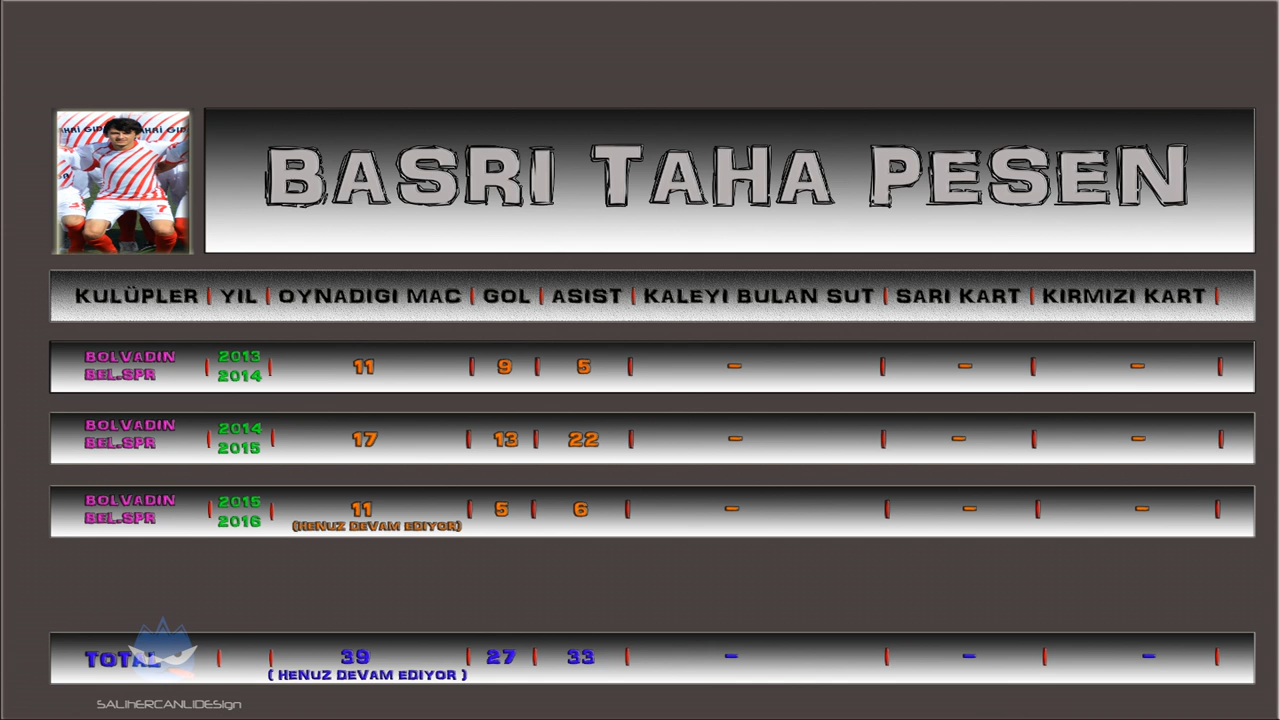 BASRI TAHA PESEN
KULÜPLER | YIL | OYNADIGI MAC | GOL | ASIST | KALEYI BULAN SUT | SARI KART | KIRMIZI KART |
BOLVADIN BEL.SPR | 2013 2014 | 11 | 9 | 5 | - | - | - |
BOLVADIN BEL.SPR | 2014 2015 | 17 | 13 | 22 | - | - | - |
BOLVADIN BEL.SPR | 2015 2016 | 11 (HENUZ DEVAM EDIYOR) | 5 | 6 | - | - | - |
TOTAL | | 39 ( HENUZ DEVAM EDIYOR ) | 27 | 33 | - | - | - |
SALIHERCANLIDESIgn